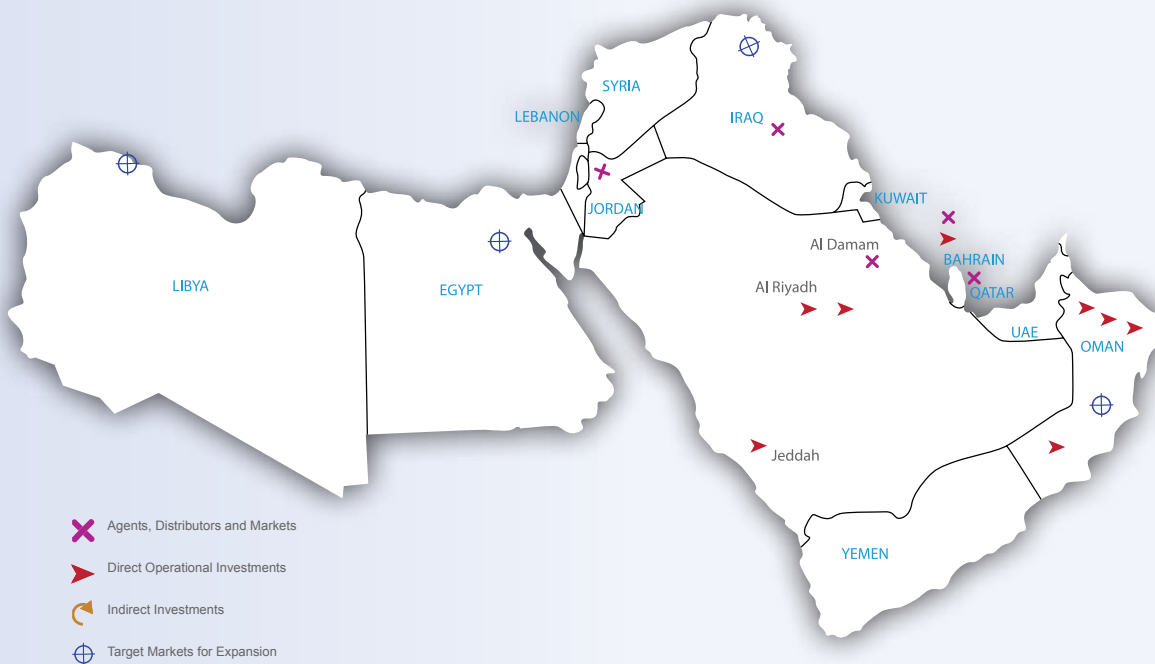 SYRIA
LEBANON
IRAQ
KUWAIT
JORDAN
Al Damam
BAHRAIN
LIBYA
EGYPT
Al Riyadh
QATAR
UAE
OMAN
Jeddah
YEMEN
Agents, Distributors and Markets
Direct Operational Investments
Indirect Investments
Target Markets for Expansion